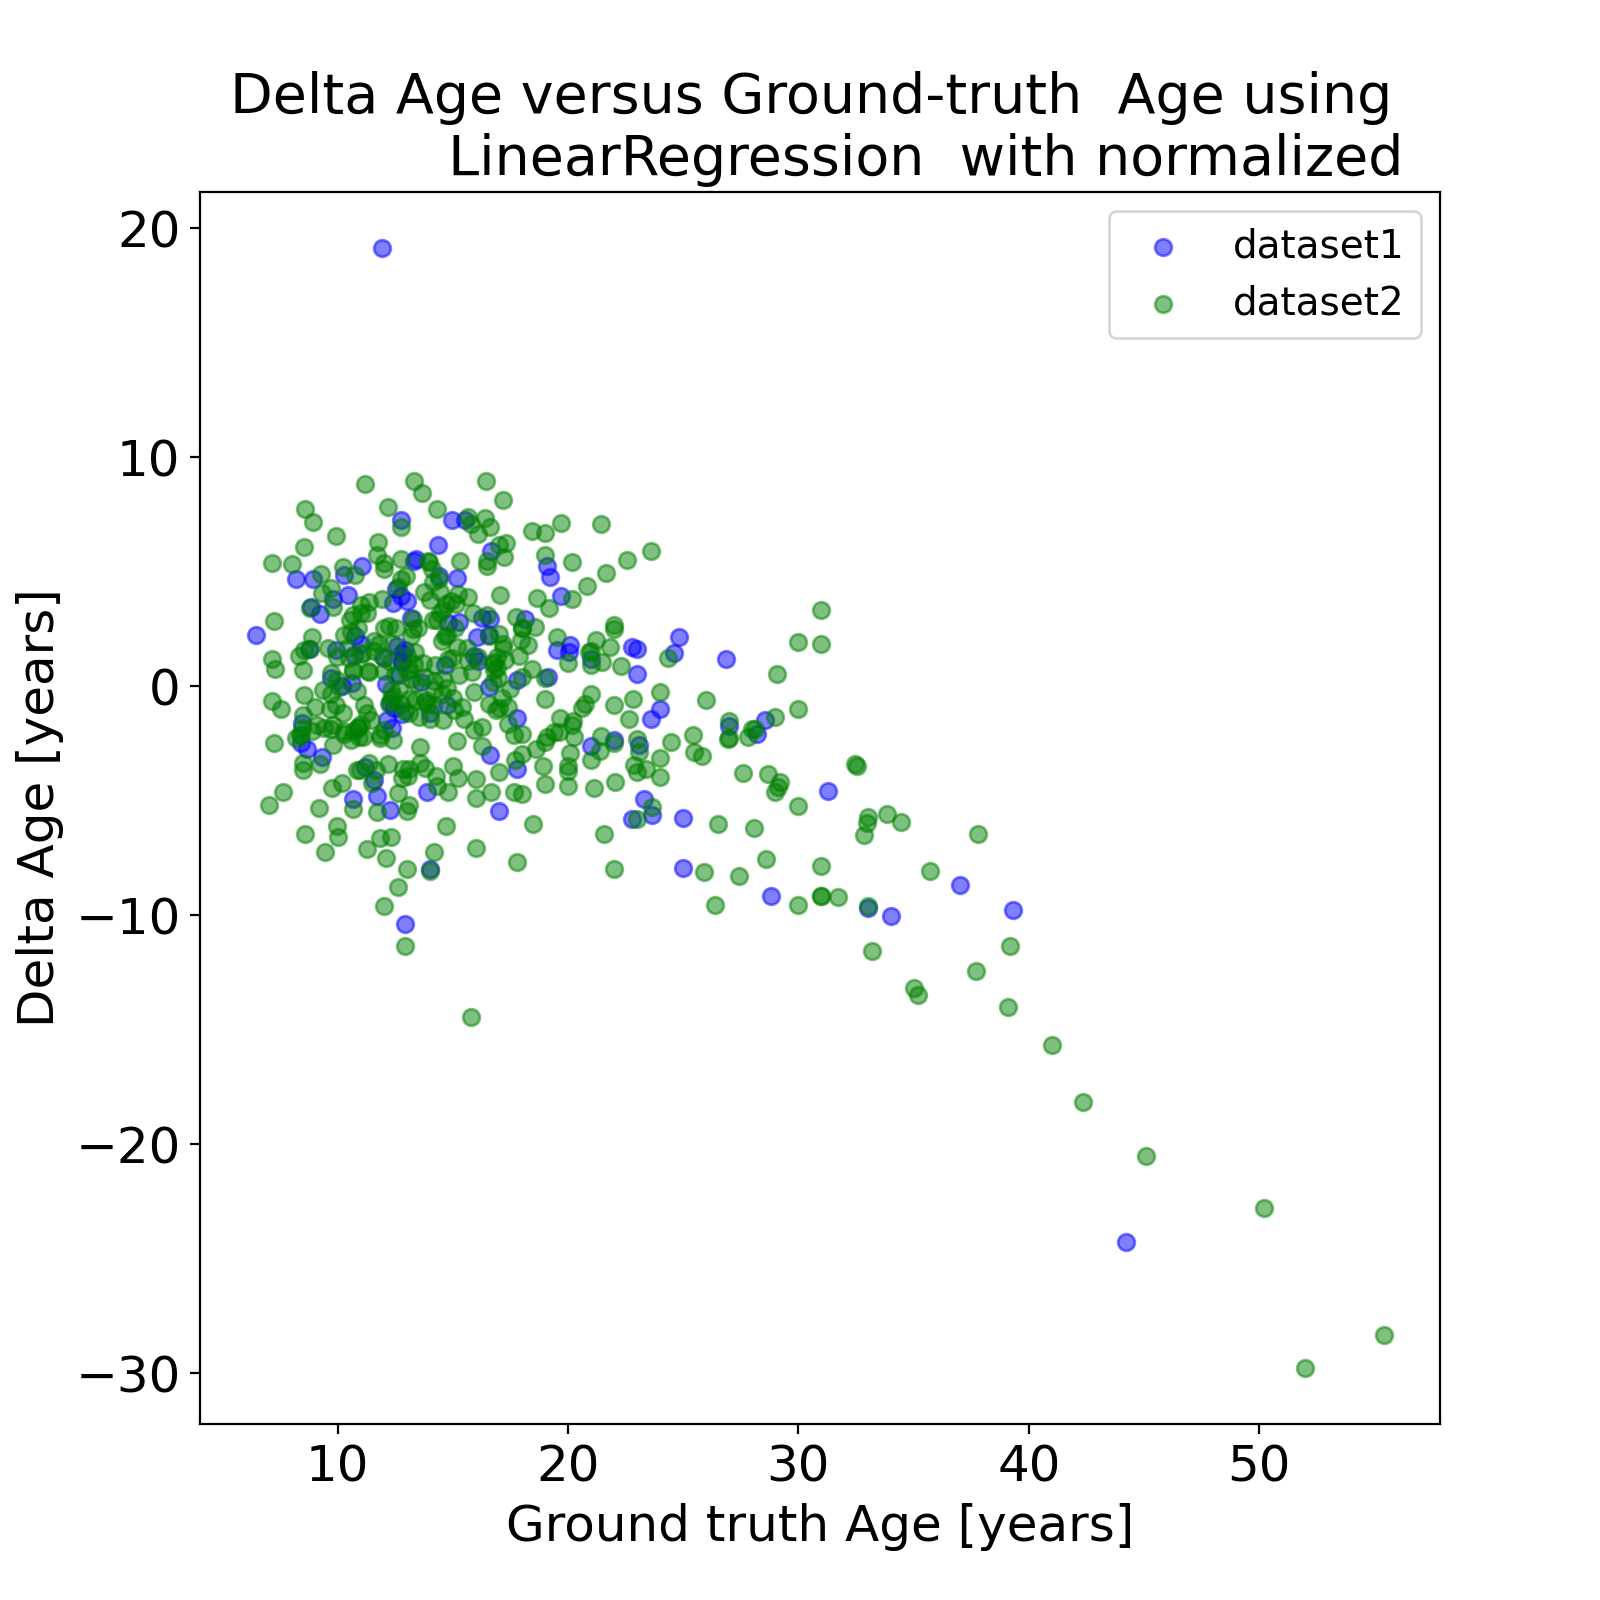 Delta Age versus Ground-truth  Age using
LinearRegression  with normalized
dataset1
dataset2
20
10
0
−10
−20
−30
Delta Age [years]
10
20
30
40
50
Ground truth Age [years]